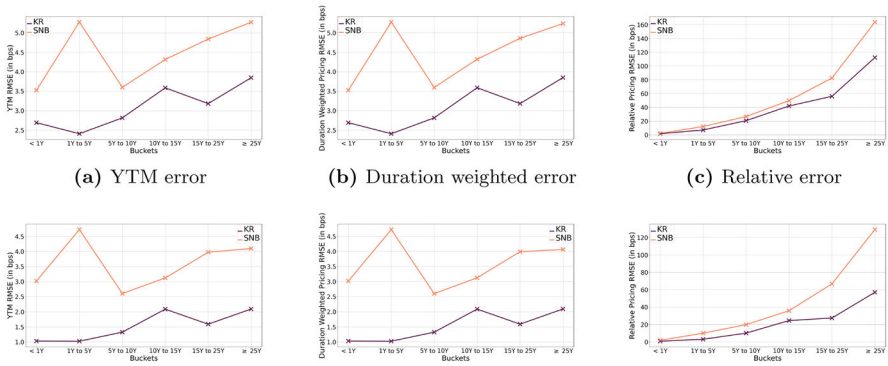 KR
SNB
YTM RMSE (in bps)
5.0
4.5
4.0
3.5
3.0
2.5
< 1Y 1Y to 5Y 5Y to 10Y 10Y to 15Y 15Y to 25Y ≥ 25Y
Buckets
(a) YTM error
KR
SNB
Duration Weighted Pricing RMSE (in bps)
5.0
4.5
4.0
3.5
3.0
2.5
< 1Y 1Y to 5Y 5Y to 10Y 10Y to 15Y 15Y to 25Y ≥ 25Y
Buckets
(b) Duration weighted error
KR
SNB
Relative Pricing RMSE (in bps)
160
140
120
100
80
60
40
20
0
< 1Y 1Y to 5Y 5Y to 10Y 10Y to 15Y 15Y to 25Y ≥ 25Y
Buckets
(c) Relative error
KR
SNB
YTM RMSE (in bps)
4.5
4.0
3.5
3.0
2.5
2.0
1.5
1.0
< 1Y 1Y to 5Y 5Y to 10Y 10Y to 15Y 15Y to 25Y ≥ 25Y
Buckets
KR
SNB
Duration Weighted Pricing RMSE (in bps)
4.5
4.0
3.5
3.0
2.5
2.0
1.5
1.0
< 1Y 1Y to 5Y 5Y to 10Y 10Y to 15Y 15Y to 25Y ≥ 25Y
Buckets
KR
SNB
Relative Pricing RMSE (in bps)
120
100
80
60
40
20
0
< 1Y 1Y to 5Y 5Y to 10Y 10Y to 15Y 15Y to 25Y ≥ 25Y
Buckets